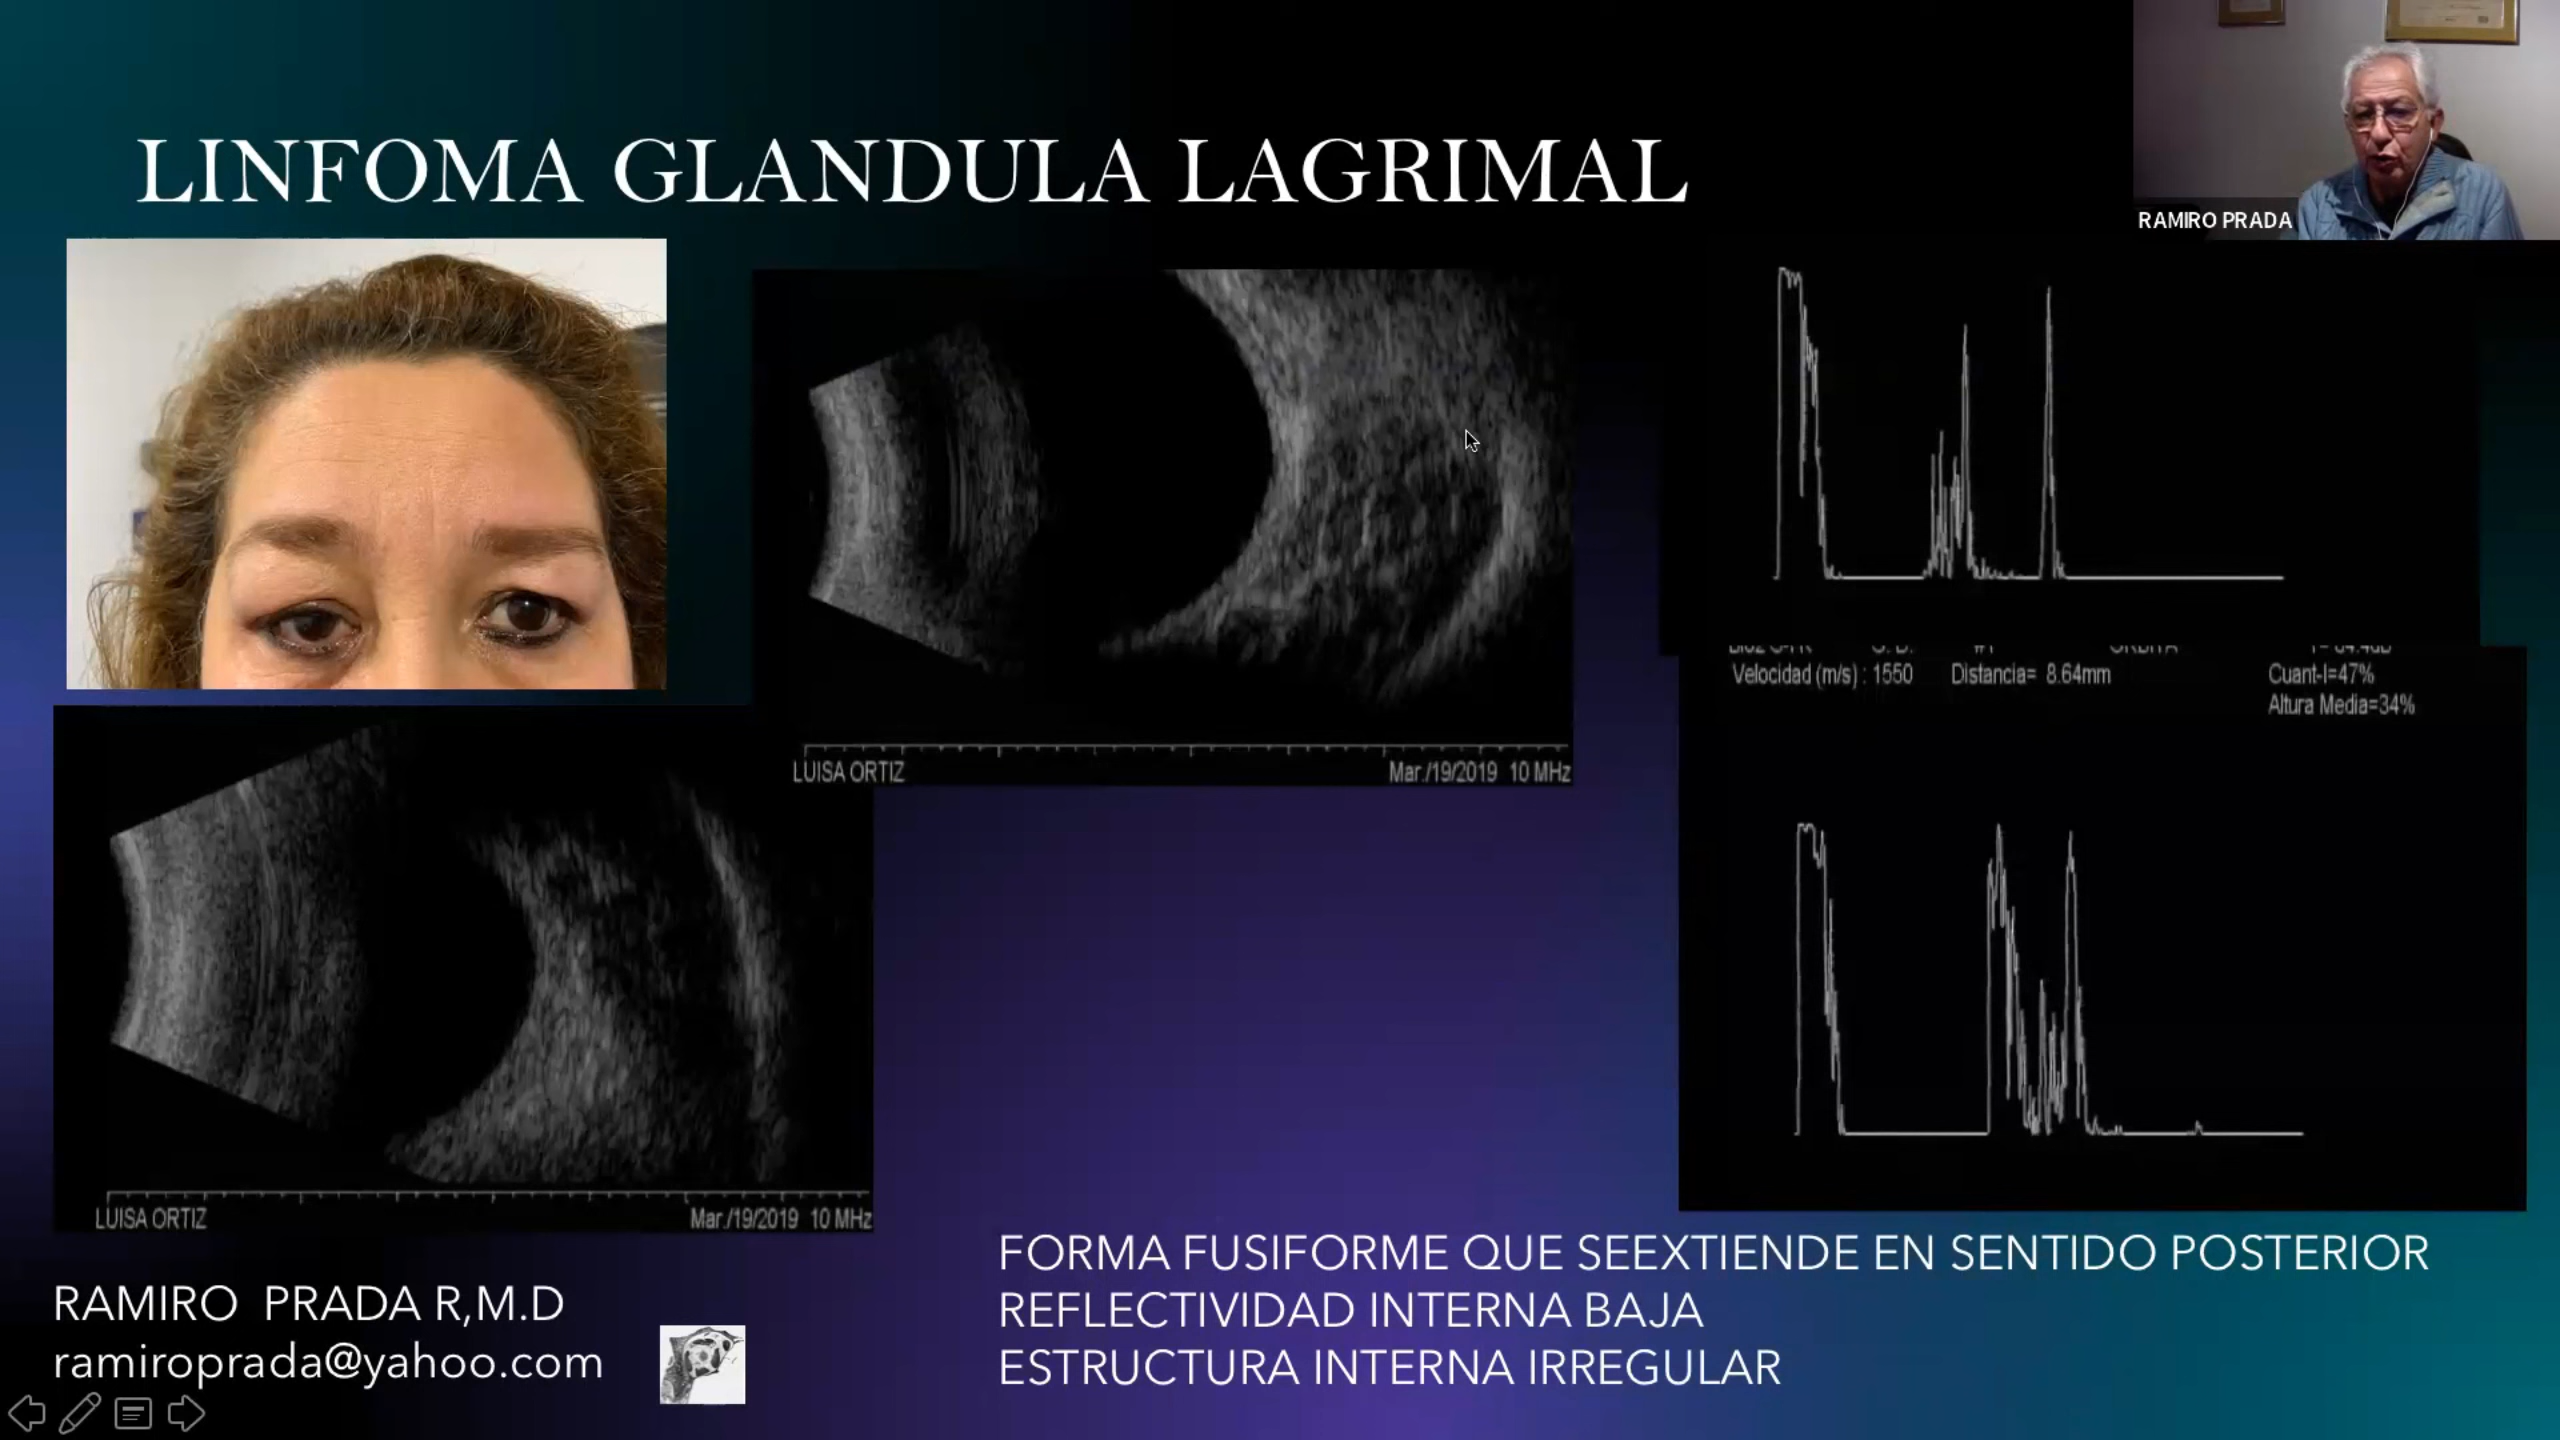 LINFOMA GLANDULA LAGRIMAL
RAMIRO PRADA
LUISA ORTIZ Mar./19/2019 10 MHz
Velocidad (m/s) : 1550 Distancia= 8.64mm Cuant-I=47%
Altura Media=34%
LUISA ORTIZ Mar./19/2019 10 MHz
FORMA FUSIFORME QUE SEEXTIENDE EN SENTIDO POSTERIOR
REFLECTIVIDAD INTERNA BAJA
ESTRUCTURA INTERNA IRREGULAR
RAMIRO PRADA R,M.D
ramiroprada@yahoo.com